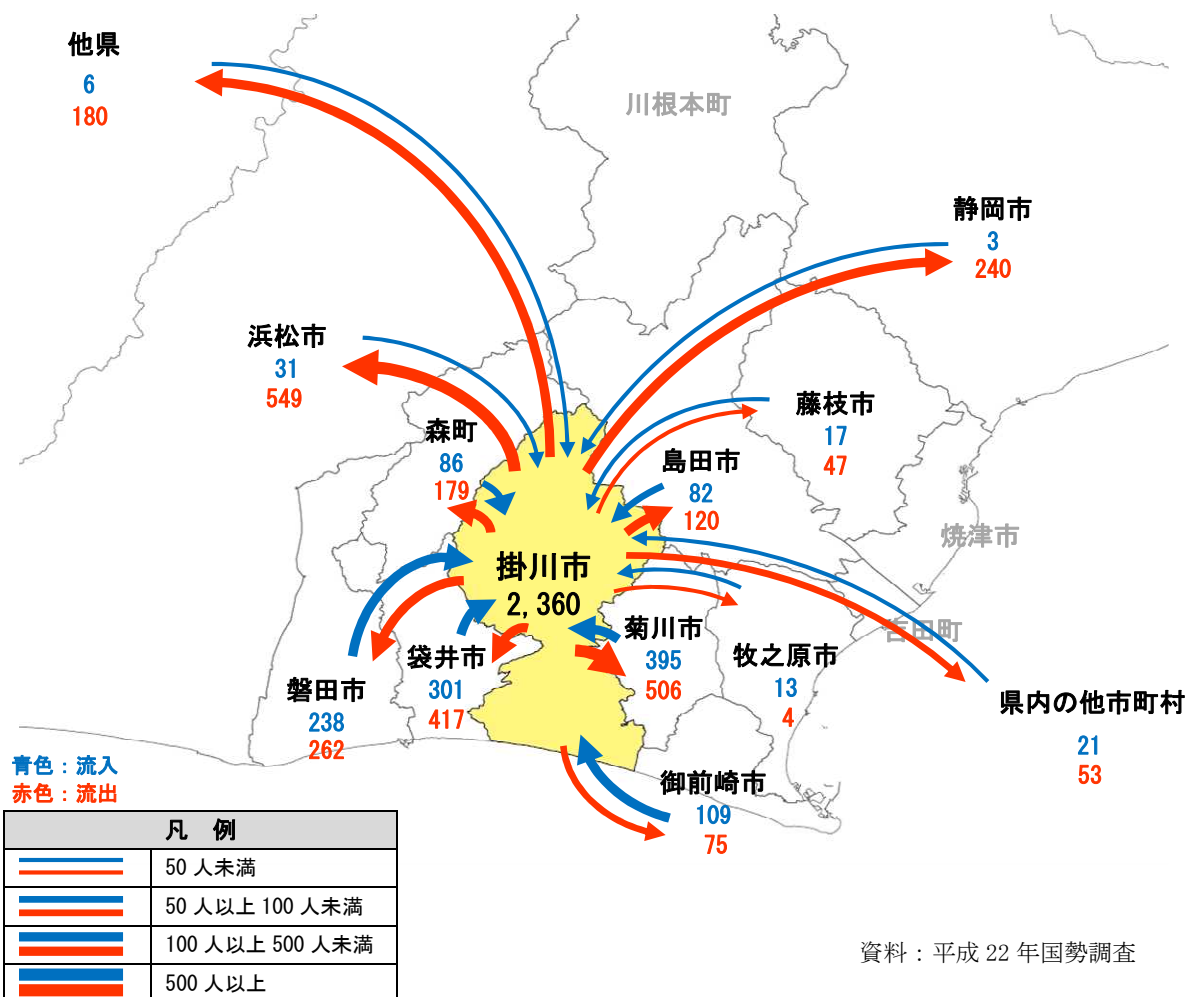 他県
6
180
川根本町
静岡市
3
240
浜松市
31
549
藤枝市
17
47
森町
86
179
島田市
82
120
焼津市
掛川市
2,360
吉田町
菊川市
395
506
牧之原市
13
4
袋井市
301
417
磐田市
238
262
県内の他市町村
21
53
御前崎市
109
75
青色：流入
赤色：流出
凡 例
50 人未満
50 人以上 100 人未満
100 人以上 500 人未満
500 人以上
資料：平成 22 年国勢調査